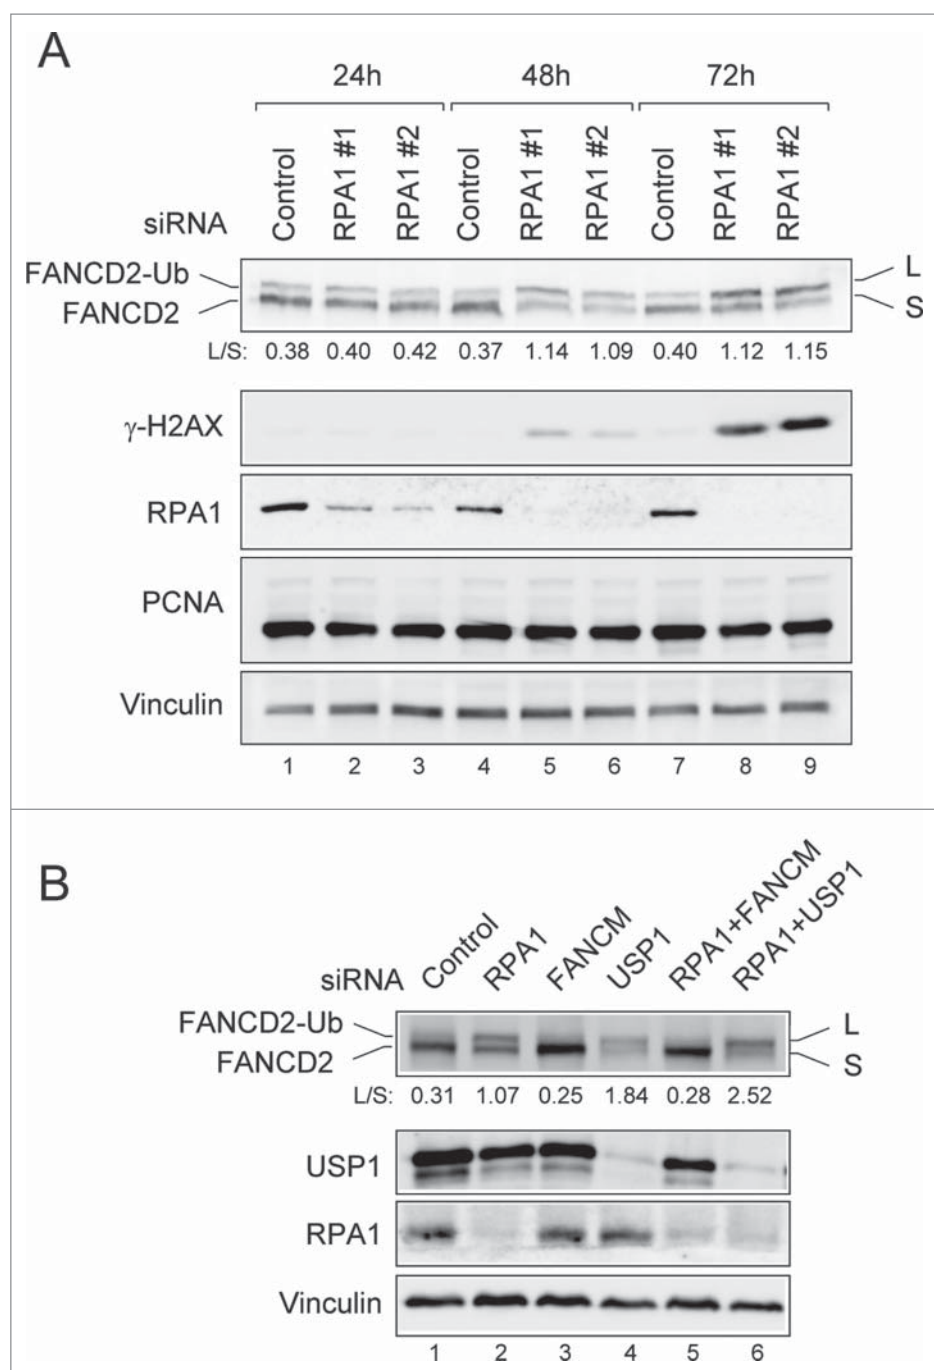 A
24h 48h 72h
siRNA Control RPA1 #1 RPA1 #2 Control RPA1 #1 RPA1 #2 Control RPA1 #1 RPA1 #2
FANCD2-Ub L
FANCD2 S
L/S: 0.38 0.40 0.42 0.37 1.14 1.09 0.40 1.12 1.15
γ-H2AX
RPA1
PCNA
Vinculin
1 2 3 4 5 6 7 8 9
B
siRNA Control RPA1 FANCM USP1 RPA1+FANCM RPA1+USP1
FANCD2-Ub L
FANCD2 S
L/S: 0.31 1.07 0.25 1.84 0.28 2.52
USP1
RPA1
Vinculin
1 2 3 4 5 6